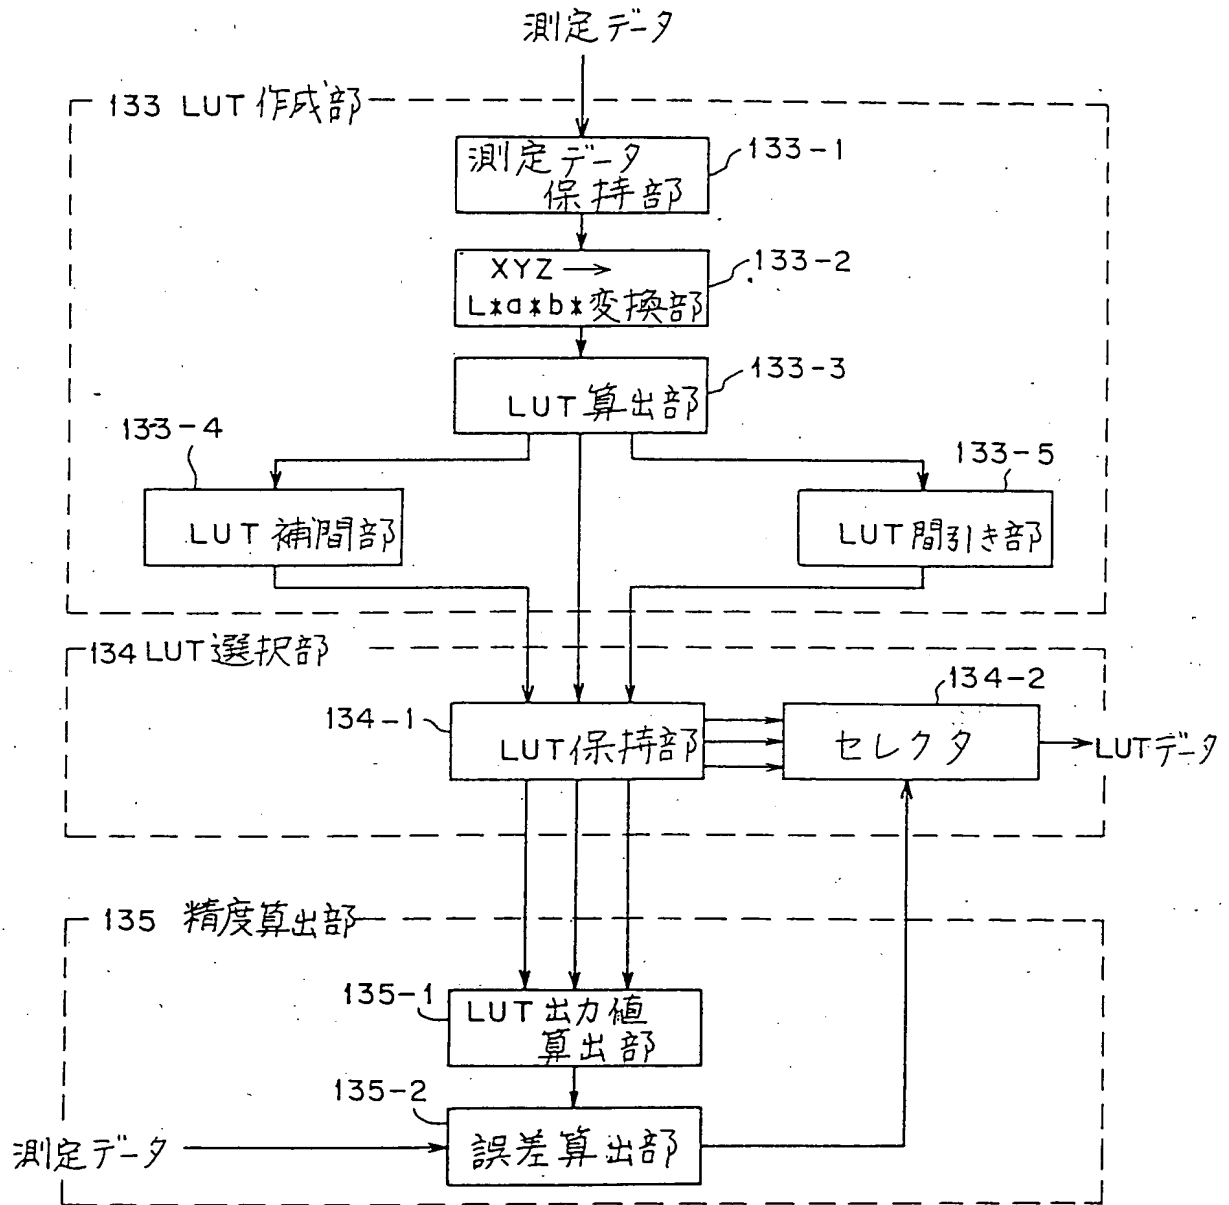 測定データ
133 LUT作成部
測定データ
保持部
133-1
XYZ→
L*a*b*変換部
133-2
LUT算出部
133-3
133-4
LUT補間部
133-5
LUT間引き部
134 LUT選択部
134-1
LUT保持部
134-2
セレクタ
LUTデータ
135 精度算出部
135-1
LUT出力値
算出部
135-2
誤差算出部
測定データ